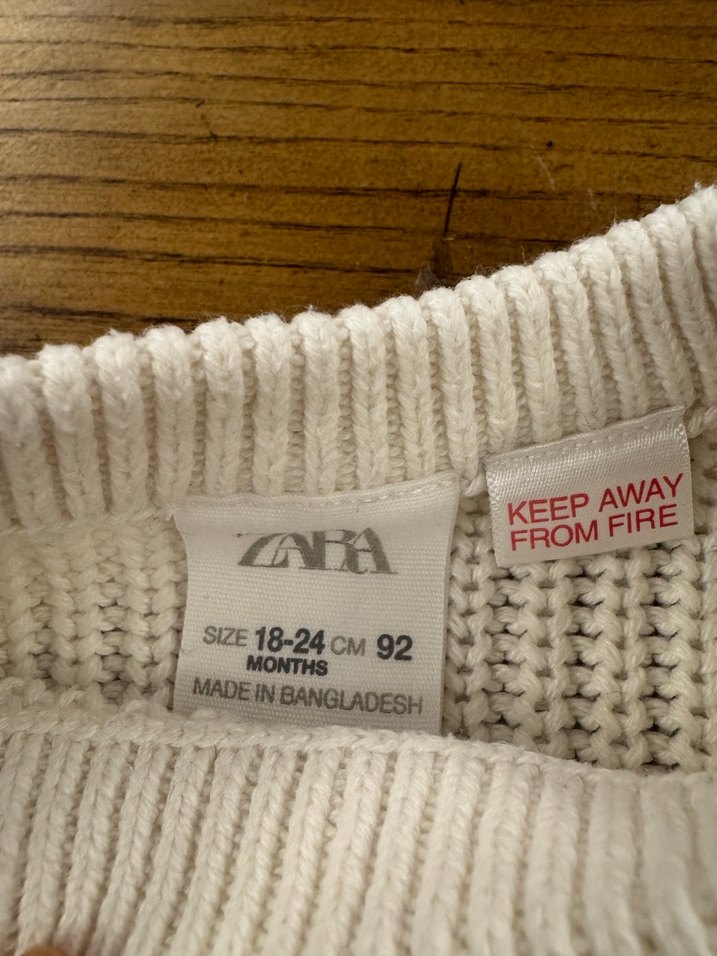 ZARA
SIZE 18-24 CM 92
MONTHS
MADE IN BANGLADESH
KEEP AWAY
FROM FIRE